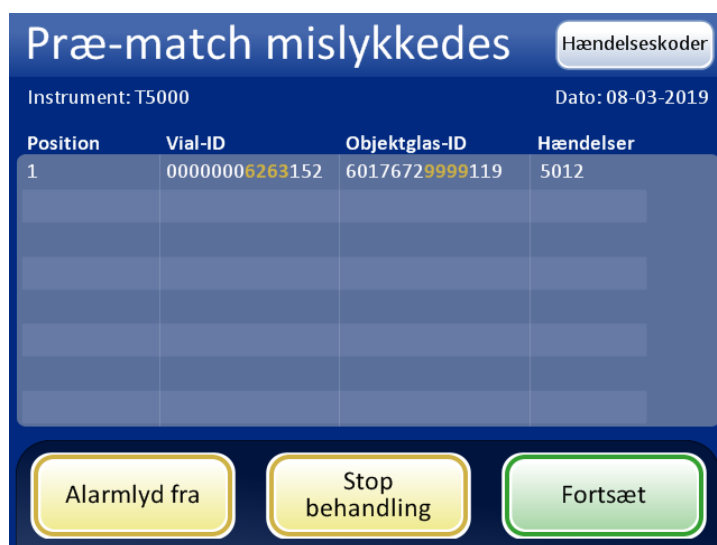 Præ-match mislykkedes
Hændelseskoder
Instrument: T5000
Dato: 08-03-2019
Position Vial-ID Objektglas-ID Hændelser
1 00000006263152 60176729999119 5012
Alarmlyd fra
Stop
behandling
Fortsæt